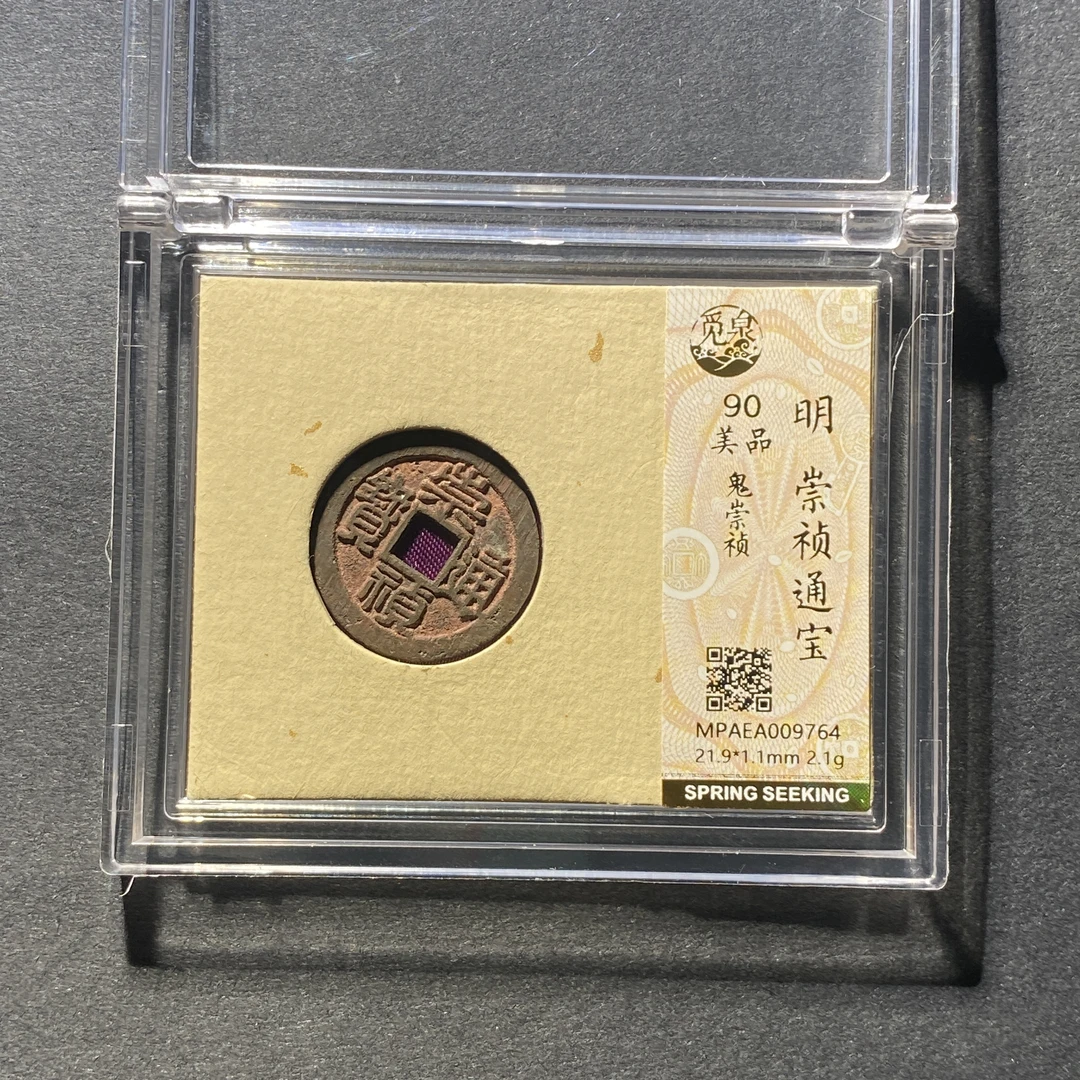 崇禎通寶
觅泉
明 崇祯通宝
90
美品
鬼崇祯
MPAEA009764
21.9*1.1mm 2.1g
SPRING SEEKING